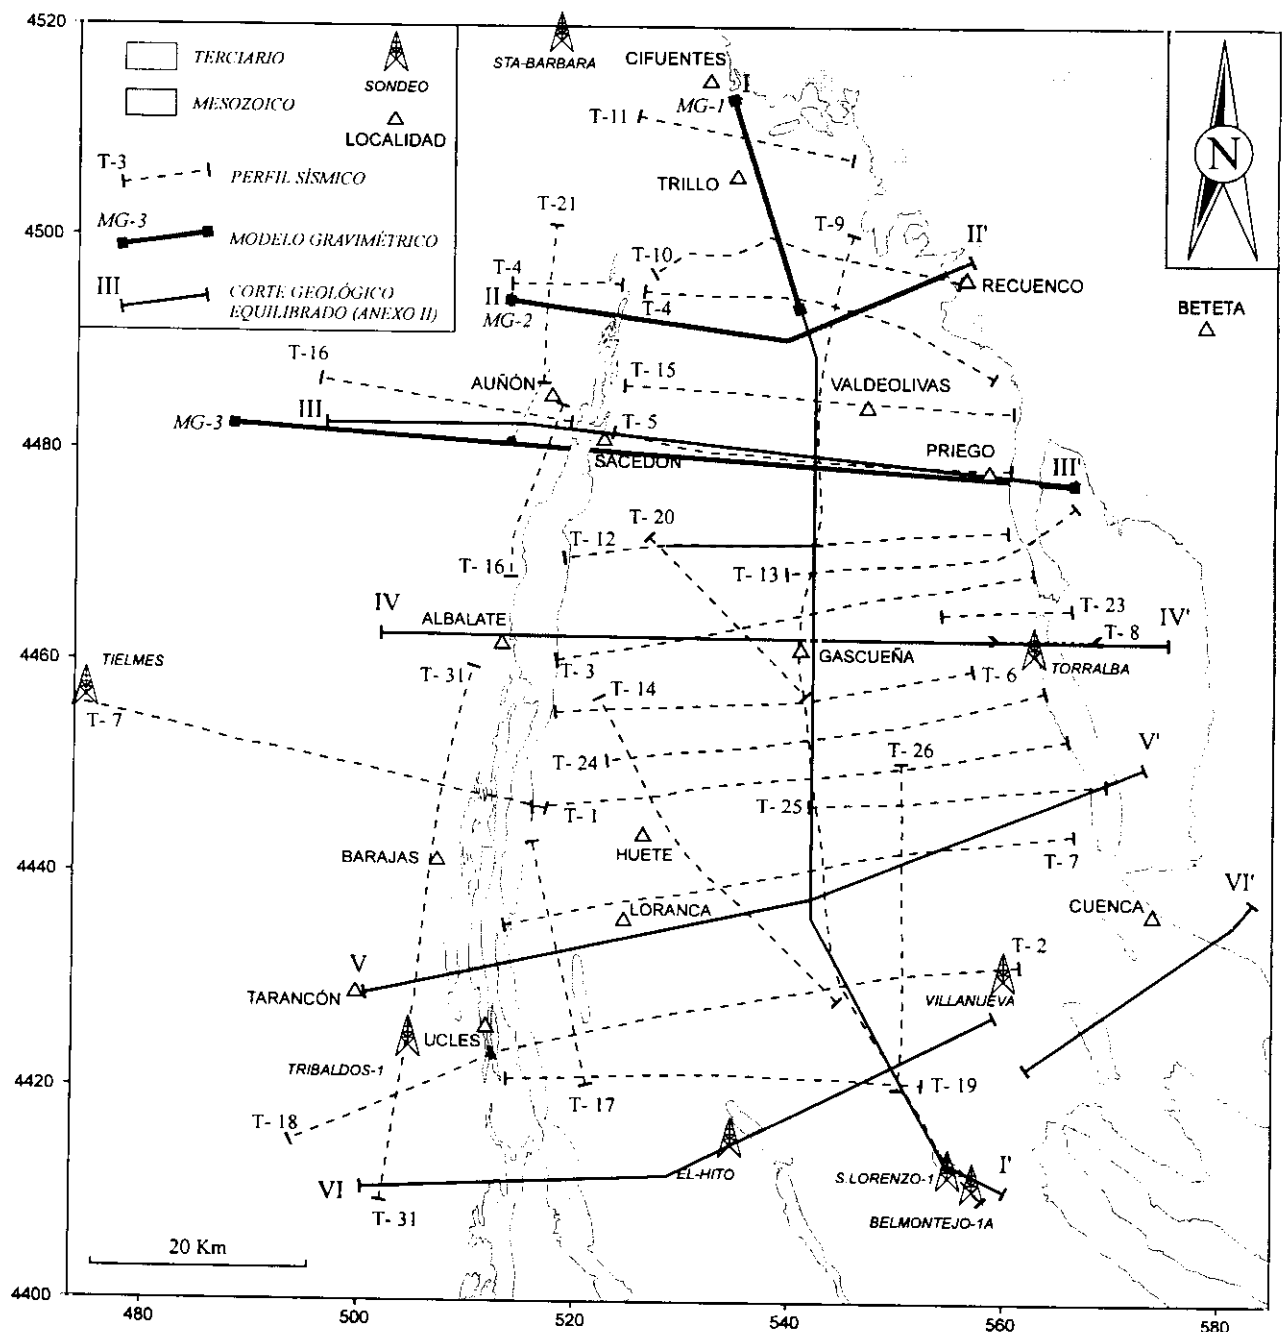 4520
4500
4480
4460
4440
4420
4400
480
500
520
540
560
580
TERCIARIO
MESOZOICO
SONDEO
LOCALIDAD
T- 3
PERFIL SÍSMICO
MG-3
MODELO GRAVIMÉTRICO
III
CORTE GEOLÓGICO
EQUILIBRADO (ANEXO II)
N
STA-BARBARA
CIFUENTES
I
MG-1
T-11
TRILLO
T-21
T-9
II'
T- 10
T-4
RECUENCO
II
MG-2
T-4
BETETA
T-16
T- 15
AUÑÓN
VALDEOLIVAS
MG-3
III
T- 5
SACEDON
PRIEGO
III'
T- 20
T- 12
T- 16
T- 13
IV
T- 23
IV'
ALBALATE
T- 8
GASCUEÑA
TIELMES
T- 31
T- 3
T- 14
T- 6
TORRALBA
T- 7
T- 24
T- 26
V'
T- 1
T- 25
BARAJAS
HUETE
T- 7
VI'
LORANCA
CUENCA
V
T- 2
TARANCÓN
VILLANUEVA
UCLES
TRIBALDOS-1
T- 19
T- 17
T- 18
EL-HITO
VI
S.LORENZO-1
I'
T- 31
BELMONTEJO-1A
20 Km